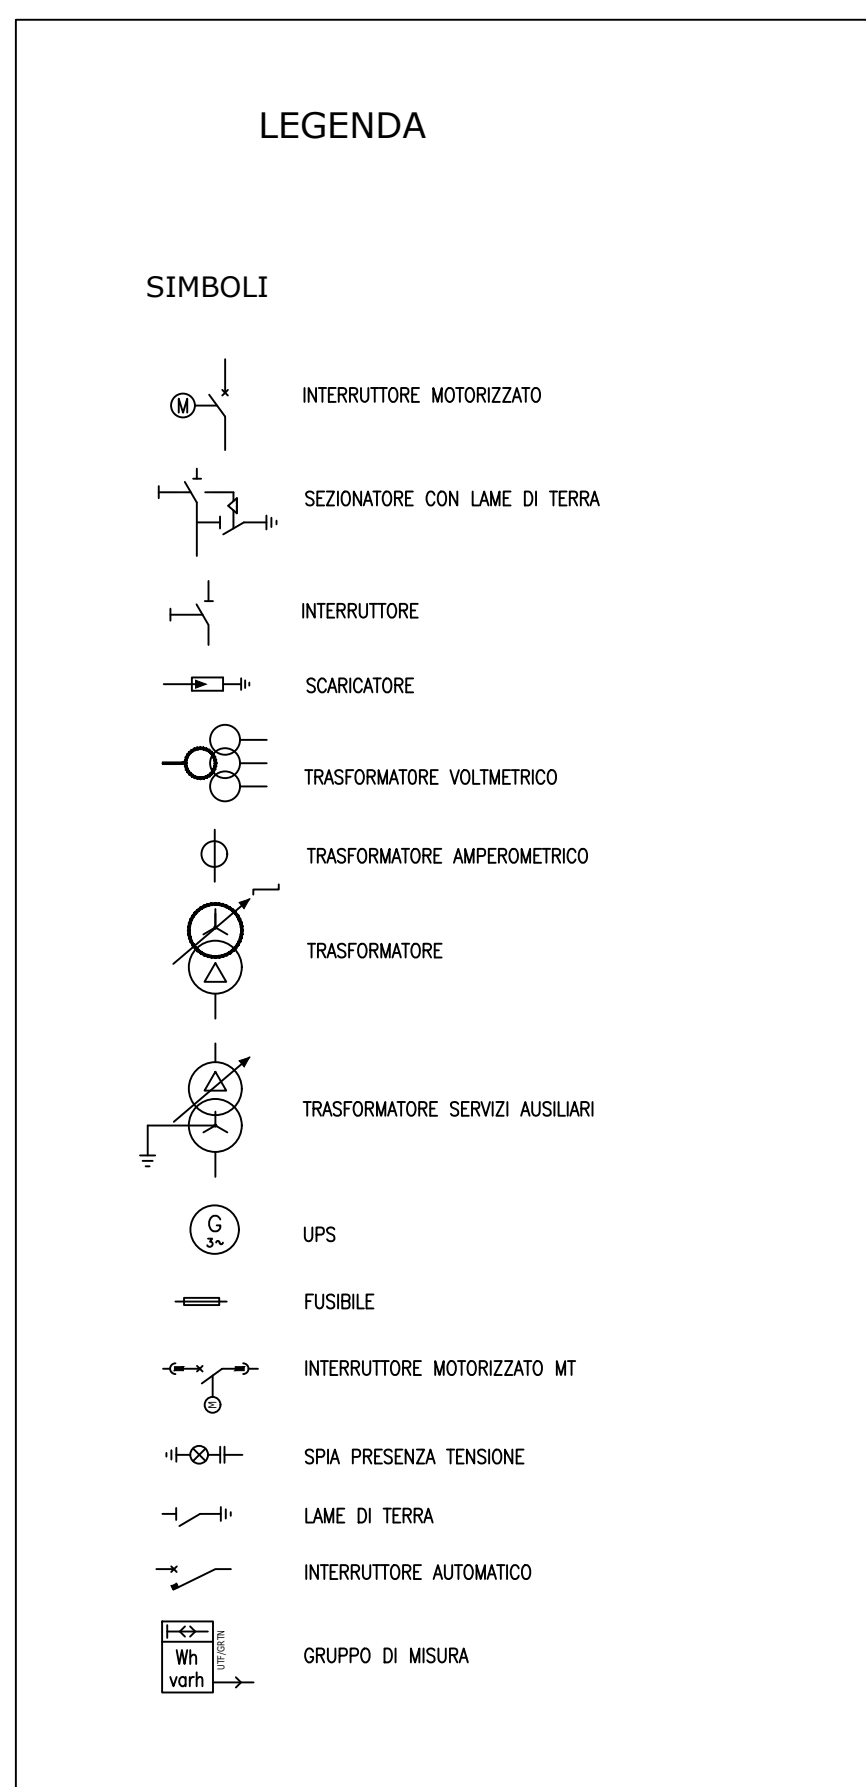 LEGENDA
SIMBOLI
M
INTERRUTTORE MOTORIZZATO
SEZIONATORE CON LAME DI TERRA
INTERRUTTORE
SCARICATORE
TRASFORMATORE VOLTMETRICO
TRASFORMATORE AMPEROMETRICO
TRASFORMATORE
TRASFORMATORE SERVIZI AUSILIARI
G
3~
UPS
FUSIBILE
INTERRUTTORE MOTORIZZATO MT
M
SPIA PRESENZA TENSIONE
LAME DI TERRA
INTERRUTTORE AUTOMATICO
Wh
varh
UTF/GRTN
GRUPPO DI MISURA